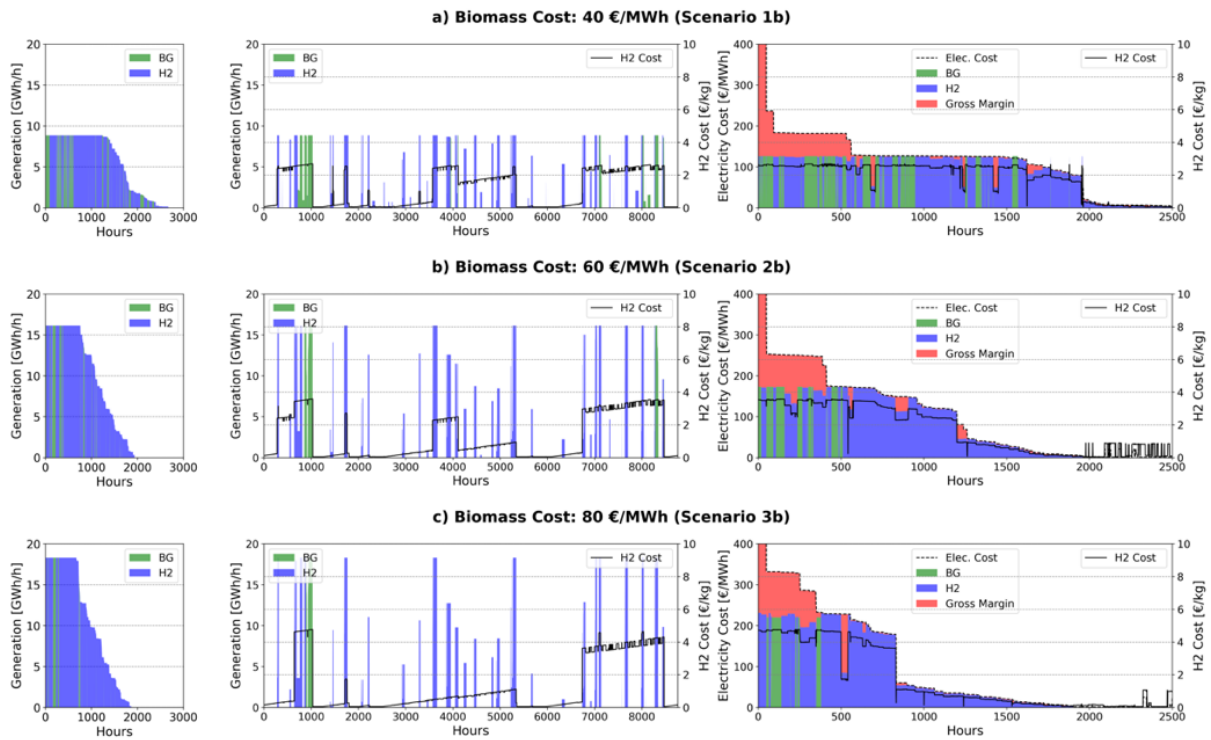 a) Biomass Cost: 40 €/MWh (Scenario 1b)
Generation [GWh/h]
20
15
10
5
0
BG
H2
0 1000 2000 3000
Hours
Generation [GWh/h]
20
15
10
5
0
BG
H2
H2 Cost
0 1000 2000 3000 4000 5000 6000 7000 8000
Hours
10
8
6
4
2
0
H2 Cost [€/kg]
Electricity Cost [€/MWh]
400
300
200
100
0
Elec. Cost
BG
H2
Gross Margin
H2 Cost
0 500 1000 1500 2000 2500
Hours
10
8
6
4
2
0
H2 Cost [€/kg]
b) Biomass Cost: 60 €/MWh (Scenario 2b)
Generation [GWh/h]
20
15
10
5
0
BG
H2
0 1000 2000 3000
Hours
Generation [GWh/h]
20
15
10
5
0
BG
H2
H2 Cost
0 1000 2000 3000 4000 5000 6000 7000 8000
Hours
10
8
6
4
2
0
H2 Cost [€/kg]
Electricity Cost [€/MWh]
400
300
200
100
0
Elec. Cost
BG
H2
Gross Margin
H2 Cost
0 500 1000 1500 2000 2500
Hours
10
8
6
4
2
0
H2 Cost [€/kg]
c) Biomass Cost: 80 €/MWh (Scenario 3b)
Generation [GWh/h]
20
15
10
5
0
BG
H2
0 1000 2000 3000
Hours
Generation [GWh/h]
20
15
10
5
0
BG
H2
H2 Cost
0 1000 2000 3000 4000 5000 6000 7000 8000
Hours
10
8
6
4
2
0
H2 Cost [€/kg]
Electricity Cost [€/MWh]
400
300
200
100
0
Elec. Cost
BG
H2
Gross Margin
H2 Cost
0 500 1000 1500 2000 2500
Hours
10
8
6
4
2
0
H2 Cost [€/kg]